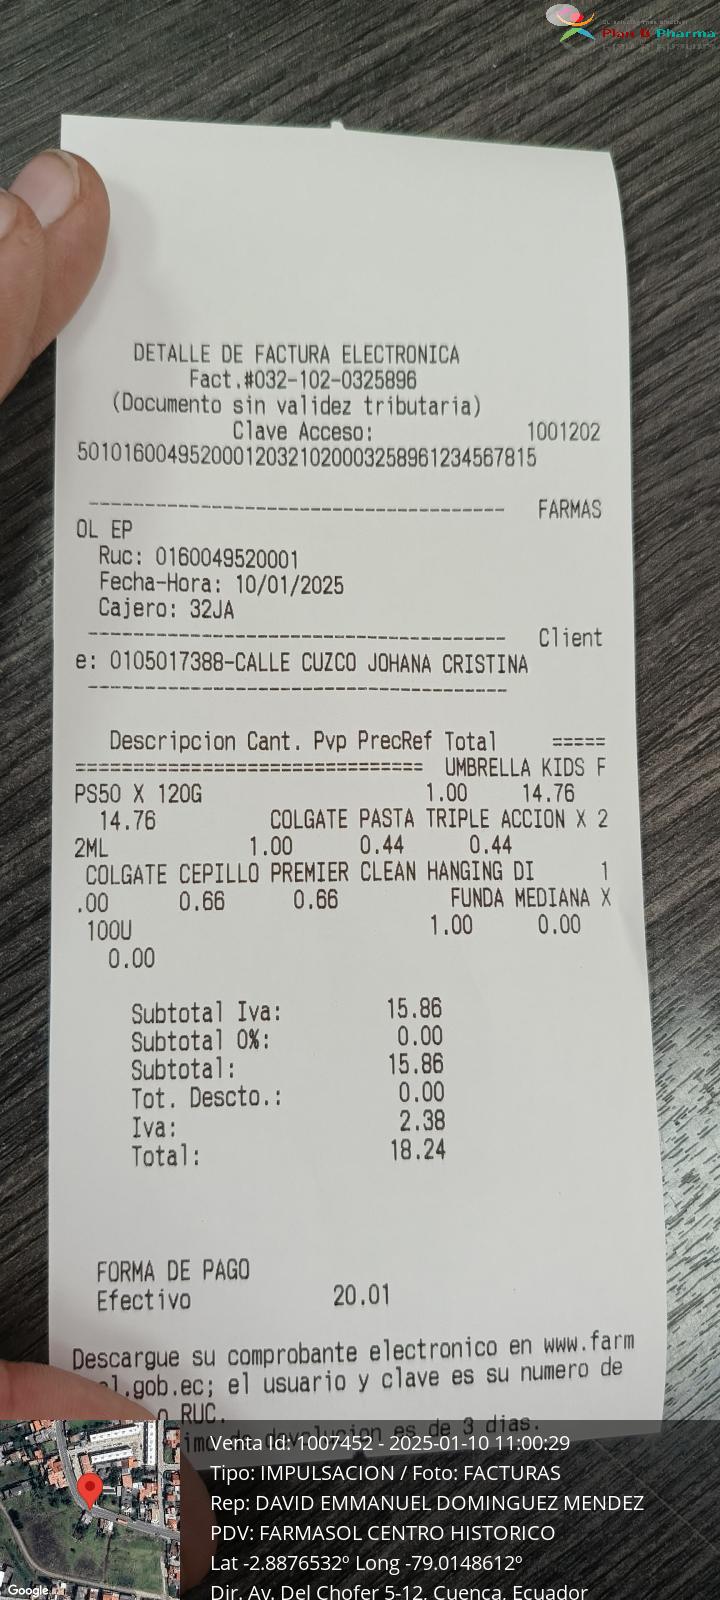 Plan B Pharma
DETALLE DE FACTURA ELECTRONICA
Fact.#032-102-0325896
(Documento sin validez tributaria)
Clave Acceso: 1001202
501016004952000120321020003258961234567815
---------------------------------------- FARMAS
OL EP
Ruc: 0160049520001
Fecha-Hora: 10/01/2025
Cajero: 32JA
---------------------------------------- Client
e: 0105017388-CALLE CUZCO JOHANA CRISTINA
----------------------------------------
Descripcion Cant. Pvp PrecRef Total =====
================================= UMBRELLA KIDS F
PS50 X 120G 1.00 14.76
14.76 COLGATE PASTA TRIPLE ACCION X 2
2ML 1.00 0.44 0.44
COLGATE CEPILLO PREMIER CLEAN HANGING DI 1
.00 0.66 0.66 FUNDA MEDIANA X
100U 1.00 0.00
0.00
Subtotal Iva: 15.86
Subtotal 0%: 0.00
Subtotal: 15.86
Tot. Descto.: 0.00
Iva: 2.38
Total: 18.24
FORMA DE PAGO
Efectivo 20.01
Descargue su comprobante electronico en www.farm
l.gob.ec; el usuario y clave es su numero de
o RUC.
de devolucion es de 3 dias.
Venta Id: 1007452 - 2025-01-10 11:00:29
Tipo: IMPULSACION / Foto: FACTURAS
Rep: DAVID EMMANUEL DOMINGUEZ MENDEZ
PDV: FARMASOL CENTRO HISTORICO
Lat -2.8876532º Long -79.0148612º
Dir. Av. Del Chofer 5-12, Cuenca, Ecuador
Google